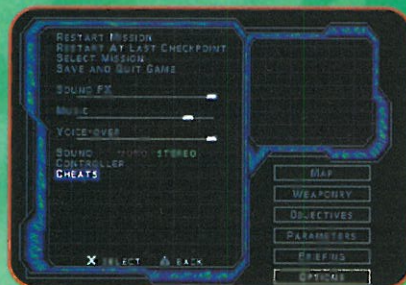 RESTART MISSION
RESTART AT LAST CHECKPOINT
SELECT MISSION
SAVE AND QUIT GAME
SOUND FX
MUSIC
VOICE-OVER
SOUND MONO STEREO
CONTROLLER
CHEATS
X SELECT △ BACK
MAP
WEAPONRY
OBJECTIVES
PARAMETERS
BRIEFING
OPTIONS